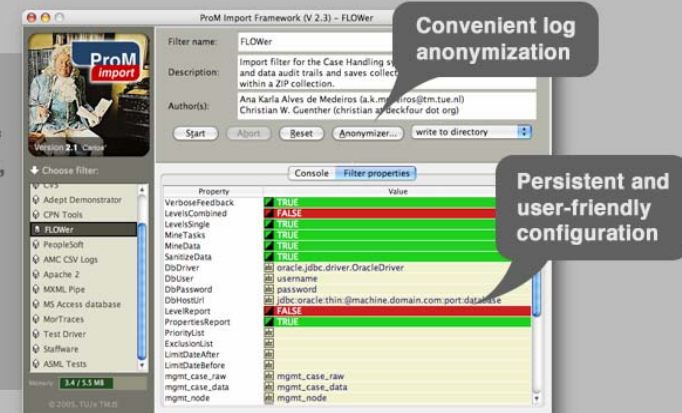 ProM Import Framework (V 2.3) – FLOWer
Convenient log
anonymization
ProM
import
Version 2.1 Carlos'
Filter name:
FLOWer
Description:
Import filter for the Case Handling
and data audit trails and saves
within a ZIP collection.
Author(s):
Ana Karla Alves de Medeiros
Christian W. Guenther (christian at deckfour dot org)
Start
Abort
Reset
Anonymizer...
write to directory
Choose filter:
CVS
Adept Demonstrator
CPN Tools
FLOWer
PeopleSoft
AMC CSV Logs
Apache 2
MXML Pipe
MS Access database
MorTraces
Test Driver
Staffware
ASML Tests
Memory: 3.4 / 5.5 MB
© 2005, TU/e TM/IS
Console
Filter properties
Persistent and
user-friendly
configuration
Property
Value
VerboseFeedback
TRUE
LevelsCombined
FALSE
LevelsSingle
TRUE
MineTasks
TRUE
MineData
TRUE
SanitizeData
TRUE
DbDriver
oracle.jdbc.driver.OracleDriver
DbUser
username
DbPassword
password
DbHostUrl
jdbc:oracle:thin:@machine.domain.com:port:database
LevelReport
FALSE
PropertiesReport
TRUE
PriorityList
ExclusionList
LimitDateAfter
LimitDateBefore
mgmt_case_raw
mgmt_case_raw
mgmt_case_data
mgmt_case_data
mgmt_node
mgmt_node